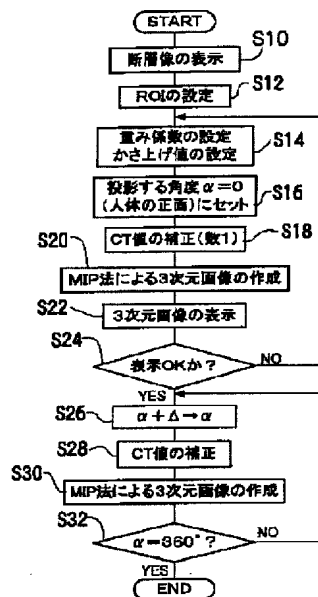 START
S10
断層像の表示
S12
ROIの設定
S14
重み係数の設定
かさ上げ値の設定
S16
投影する角度α=0
(人体の正面)にセット
S18
CT値の補正(数1)
S20
MIP法による3次元画像の作成
S22
3次元画像の表示
S24
表示OKか?
NO
YES
S26
α+Δ→α
S28
CT値の補正
S30
MIP法による3次元画像の作成
S32
α=360°?
NO
YES
END